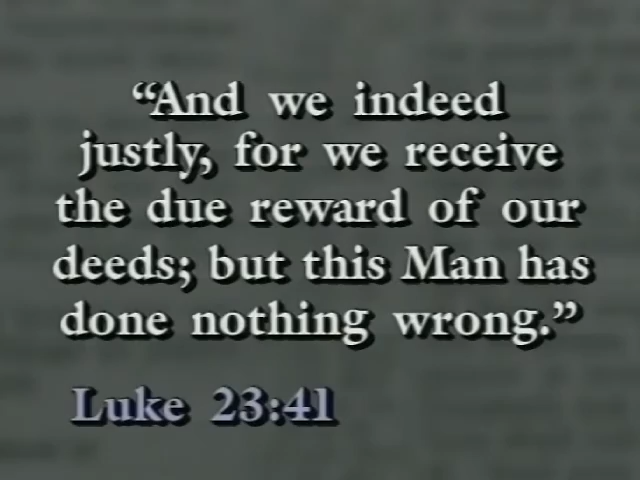 “And we indeed
justly, for we receive
the due reward of our
deeds; but this Man has
done nothing wrong.”
Luke 23:41